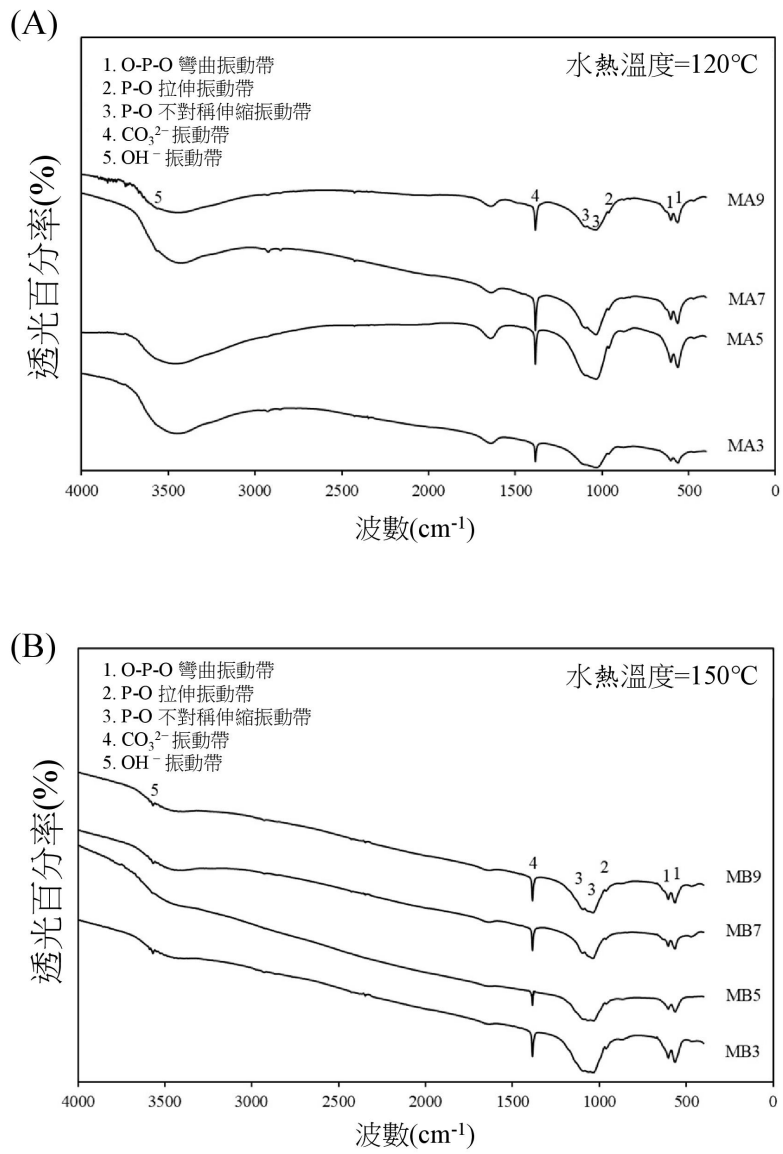 (A)
1. O-P-O 彎曲振動帶
2. P-O 拉伸振動帶
3. P-O 不對稱伸縮振動帶
4. CO₃²⁻ 振動帶
5. OH⁻ 振動帶
水熱溫度=120℃
透光百分率(%)
5
4
3
3
2
1
1
MA9
MA7
MA5
MA3
4000 3500 3000 2500 2000 1500 1000 500 0
波數(cm⁻¹)
(B)
1. O-P-O 彎曲振動帶
2. P-O 拉伸振動帶
3. P-O 不對稱伸縮振動帶
4. CO₃²⁻ 振動帶
5. OH⁻ 振動帶
水熱溫度=150℃
透光百分率(%)
5
4
3
3
2
1
1
MB9
MB7
MB5
MB3
4000 3500 3000 2500 2000 1500 1000 500 0
波數(cm⁻¹)